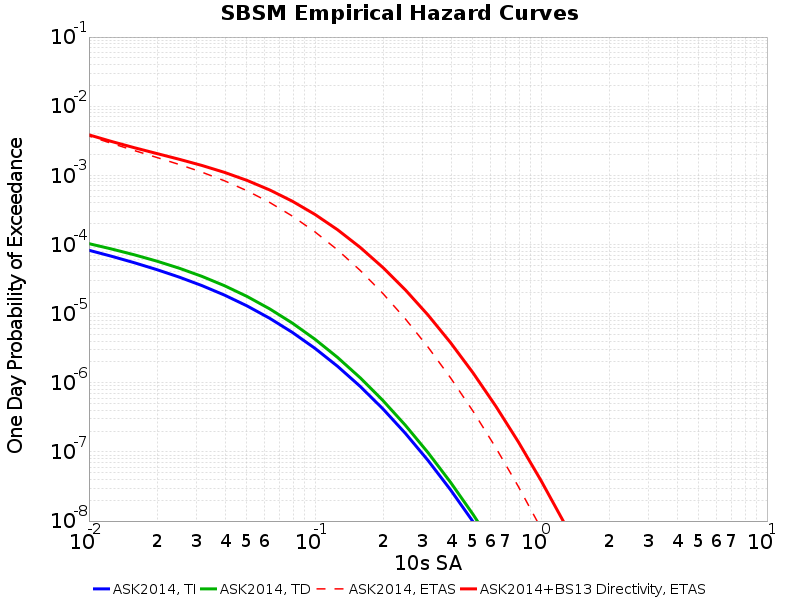 SBSM Empirical Hazard Curves
One Day Probability of Exceedance
10-1
10-2
10-3
10-4
10-5
10-6
10-7
10-8
10-2 2 3 4 5 6 10-1 2 3 4 5 6 7 100 2 3 4 5 6 7 101
10s SA
ASK2014, TI ASK2014, TD ASK2014, ETAS ASK2014+BS13 Directivity, ETAS